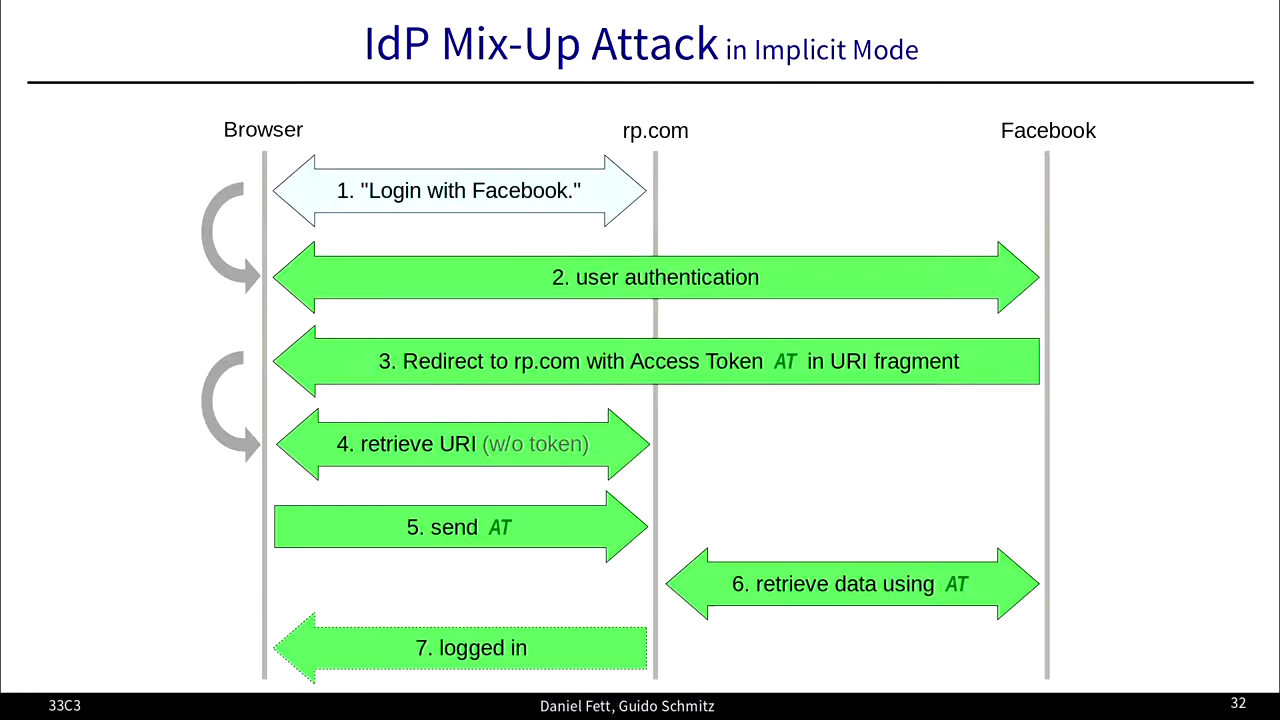 IdP Mix-Up Attack in Implicit Mode
Browser
rp.com
Facebook
1. "Login with Facebook."
2. user authentication
3. Redirect to rp.com with Access Token AT in URI fragment
4. retrieve URI (w/o token)
5. send AT
6. retrieve data using AT
7. logged in
33C3
Daniel Fett, Guido Schmitz
32